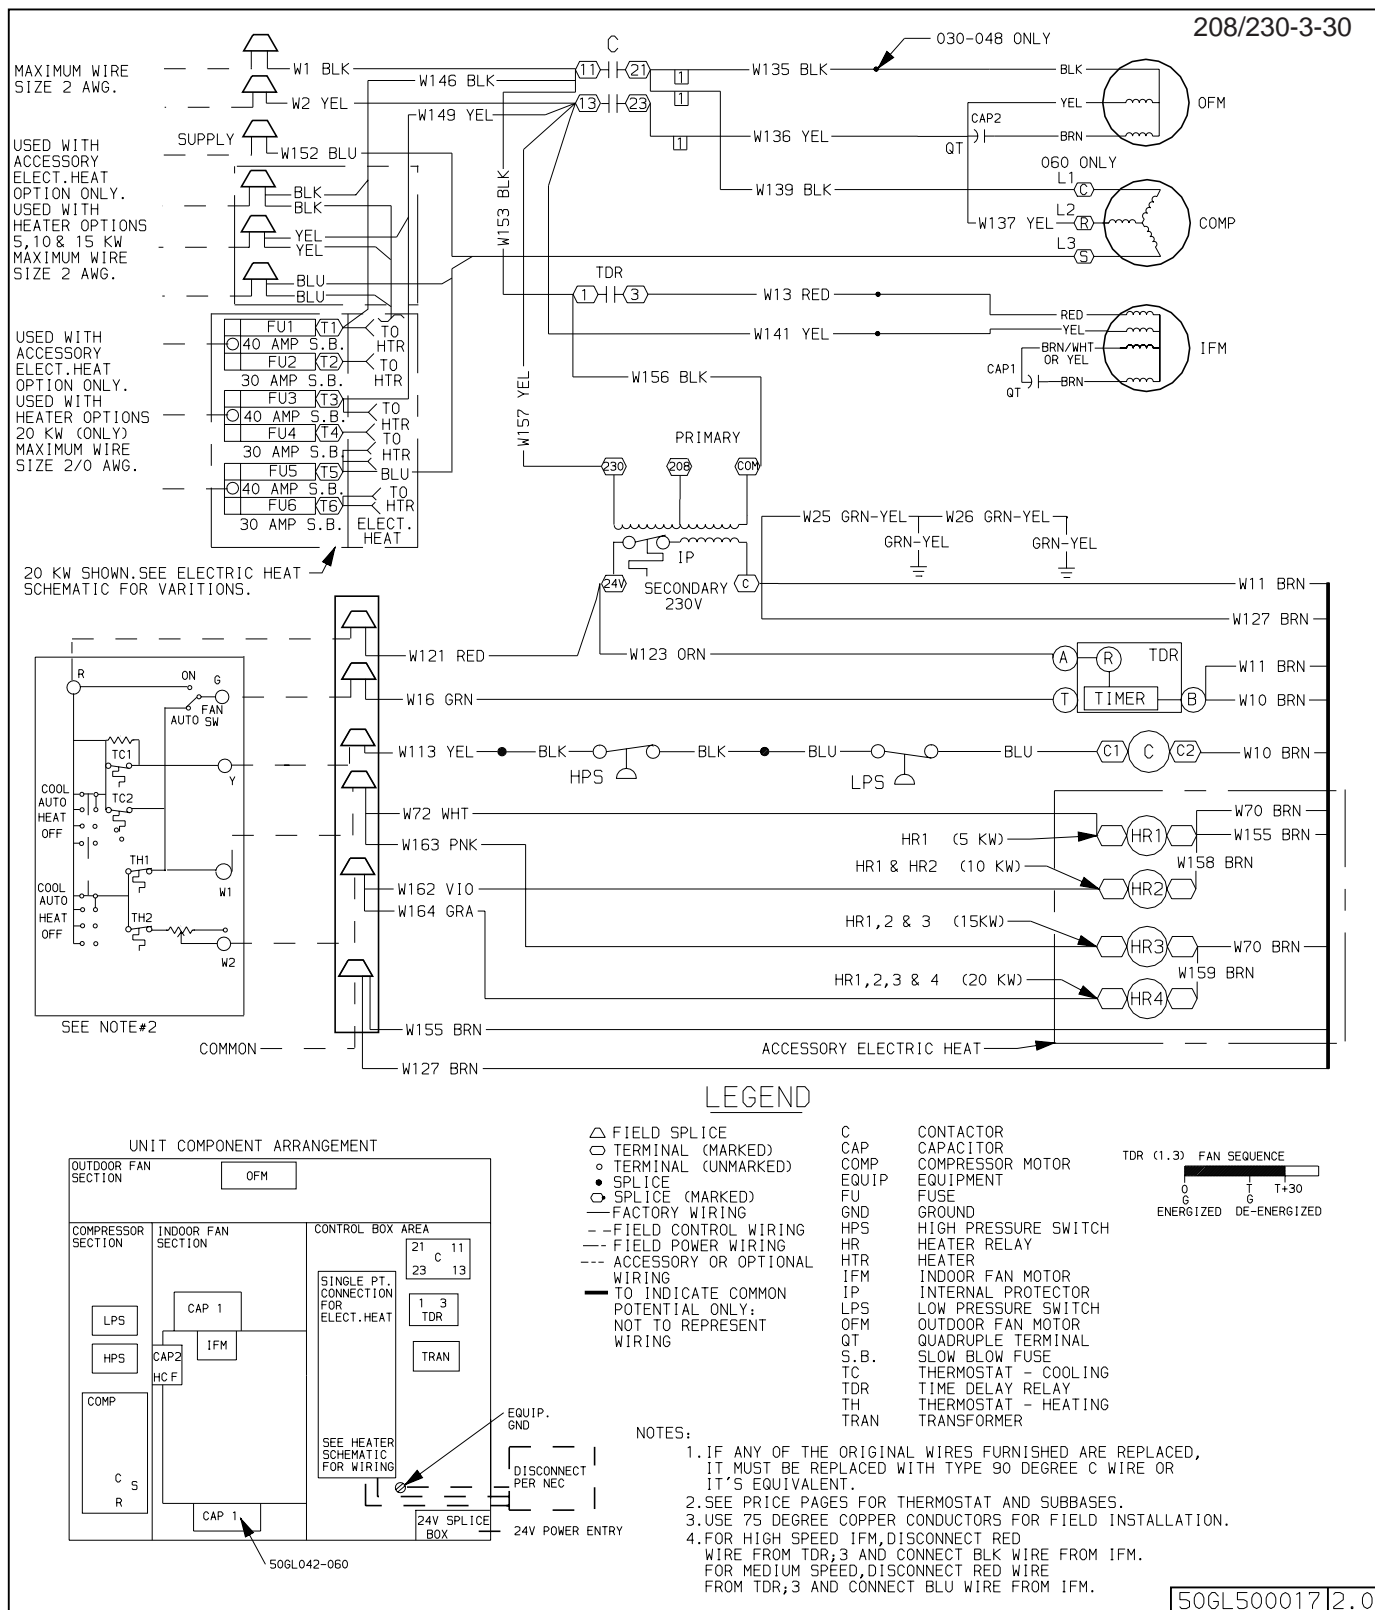 208/230-3-30
MAXIMUM WIRE
SIZE 2 AWG.
USED WITH
ACCESSORY
ELECT.HEAT
OPTION ONLY.
USED WITH
HEATER OPTIONS
5,10 & 15 KW
MAXIMUM WIRE
SIZE 2 AWG.
USED WITH
ACCESSORY
ELECT.HEAT
OPTION ONLY.
USED WITH
HEATER OPTIONS
20 KW (ONLY)
MAXIMUM WIRE
SIZE 2/0 AWG.
SUPPLY
W1 BLK
W2 YEL
W152 BLU
W146 BLK
W149 YEL
BLK
BLK
YEL
YEL
BLU
BLU
C
11
21
13
23
1
1
1
W135 BLK
030-048 ONLY
BLK
YEL
BRN
CAP2
QT
OFM
W136 YEL
W139 BLK
060 ONLY
L1
C
W137 YEL
L2
R
L3
S
COMP
W153 BLK
W157 YEL
TDR
1
3
W13 RED
W141 YEL
RED
YEL
BRN/WHT
OR YEL
CAP1
QT
BRN
IFM
W156 BLK
FU1
T1
TO
HTR
40 AMP S.B.
FU2
T2
TO
HTR
30 AMP S.B.
FU3
T3
TO
HTR
40 AMP S.B.
FU4
T4
TO
HTR
30 AMP S.B.
FU5
T5
BLU
40 AMP S.B.
TO
HTR
FU6
T6
30 AMP S.B.
ELECT.
HEAT
20 KW SHOWN.SEE ELECTRIC HEAT
SCHEMATIC FOR VARITIONS.
PRIMARY
230
208
COM
IP
24V
SECONDARY
230V
C
W25 GRN-YEL
W26 GRN-YEL
GRN-YEL
GRN-YEL
W11 BRN
W127 BRN
W121 RED
W123 ORN
A
R
TDR
W11 BRN
W16 GRN
T
TIMER
B
W10 BRN
W113 YEL
BLK
HPS
BLK
BLU
LPS
BLU
C1
C
C2
W10 BRN
R
ON
G
AUTO
FAN
SW
TC1
Y
COOL
AUTO
HEAT
OFF
TC2
TH1
W1
COOL
AUTO
HEAT
OFF
TH2
W2
SEE NOTE#2
COMMON
W72 WHT
W163 PNK
W162 VIO
W164 GRA
W155 BRN
W127 BRN
HR1 (5 KW)
HR1
W70 BRN
W155 BRN
HR1 & HR2 (10 KW)
HR2
W158 BRN
HR1,2 & 3 (15KW)
HR3
W70 BRN
HR1,2,3 & 4 (20 KW)
HR4
W159 BRN
ACCESSORY ELECTRIC HEAT
LEGEND
FIELD SPLICE
TERMINAL (MARKED)
TERMINAL (UNMARKED)
SPLICE
SPLICE (MARKED)
FACTORY WIRING
FIELD CONTROL WIRING
FIELD POWER WIRING
ACCESSORY OR OPTIONAL
WIRING
TO INDICATE COMMON
POTENTIAL ONLY:
NOT TO REPRESENT
WIRING
C CONTACTOR
CAP CAPACITOR
COMP COMPRESSOR MOTOR
EQUIP EQUIPMENT
FU FUSE
GND GROUND
HPS HIGH PRESSURE SWITCH
HR HEATER RELAY
HTR HEATER
IFM INDOOR FAN MOTOR
IP INTERNAL PROTECTOR
LPS LOW PRESSURE SWITCH
OFM OUTDOOR FAN MOTOR
QT QUADRUPLE TERMINAL
S.B. SLOW BLOW FUSE
TC THERMOSTAT - COOLING
TDR TIME DELAY RELAY
TH THERMOSTAT - HEATING
TRAN TRANSFORMER
TDR (1.3) FAN SEQUENCE
0 T T+30
G G
ENERGIZED DE-ENERGIZED
UNIT COMPONENT ARRANGEMENT
OUTDOOR FAN
SECTION
OFM
COMPRESSOR
SECTION
INDOOR FAN
SECTION
CONTROL BOX AREA
21 11
C
23 13
SINGLE PT.
CONNECTION
FOR
ELECT.HEAT
1 3
TDR
TRAN
LPS
HPS
CAP 1
IFM
CAP2
HC F
COMP
C
S
R
SEE HEATER
SCHEMATIC
FOR WIRING
EQUIP.
GND
DISCONNECT
PER NEC
CAP 1
24V SPLICE
BOX
24V POWER ENTRY
50GL042-060
NOTES:
1.IF ANY OF THE ORIGINAL WIRES FURNISHED ARE REPLACED,
IT MUST BE REPLACED WITH TYPE 90 DEGREE C WIRE OR
IT'S EQUIVALENT.
2.SEE PRICE PAGES FOR THERMOSTAT AND SUBBASES.
3.USE 75 DEGREE COPPER CONDUCTORS FOR FIELD INSTALLATION.
4.FOR HIGH SPEED IFM,DISCONNECT RED
WIRE FROM TDR;3 AND CONNECT BLK WIRE FROM IFM.
FOR MEDIUM SPEED,DISCONNECT RED WIRE
FROM TDR;3 AND CONNECT BLU WIRE FROM IFM.
50GL500017 2.0